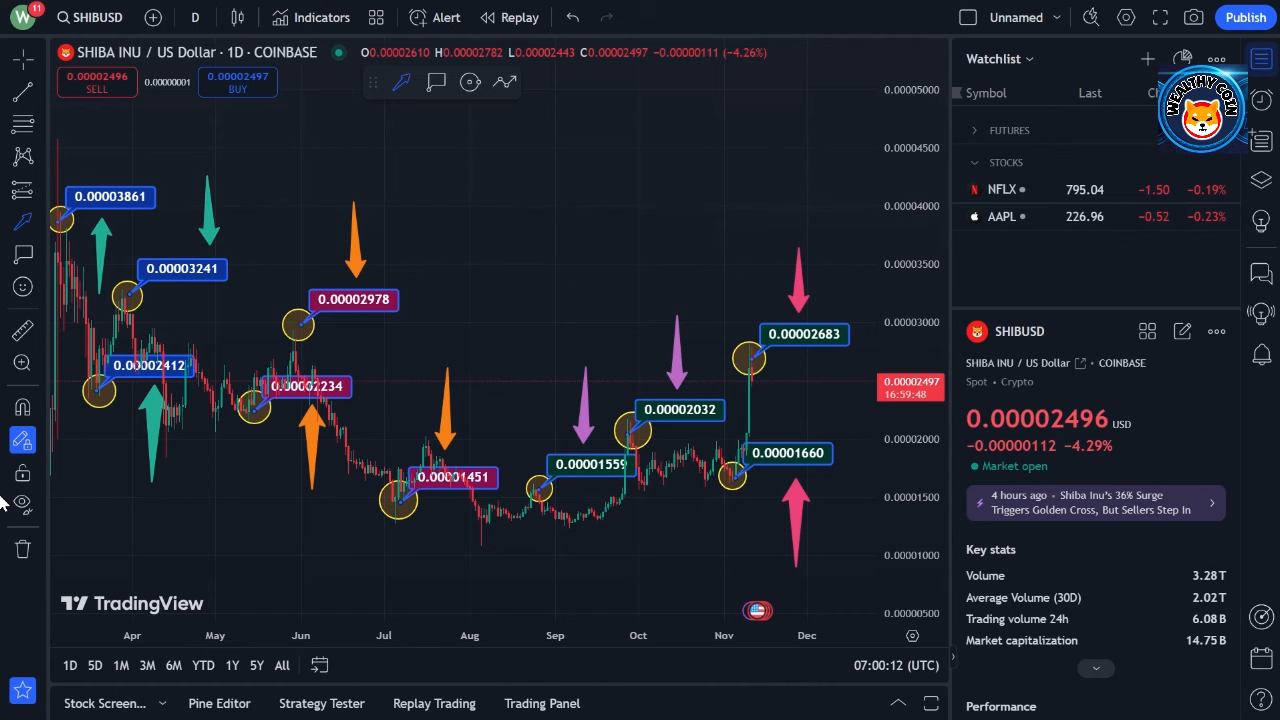 W 11 SHIBUSD D Indicators Alert Replay Unnamed Publish
SHIBA INU / US Dollar · 1D · COINBASE O0.00002610 H0.00002782 L0.00002443 C0.00002497 −0.00000111 (−4.26%)
0.00002496
SELL
0.00000001
0.00002497
BUY
0.00003861
0.00003241
0.00002412
0.00002978
0.00002234
0.00001451
0.00001559
0.00002032
0.00002683
0.00001660
0.00005000
0.00004500
0.00004000
0.00003500
0.00003000
0.00002497
16:59:48
0.00002000
0.00001500
0.00001000
0.00000500
TradingView
Apr May Jun Jul Aug Sep Oct Nov Dec
1D 5D 1M 3M 6M YTD 1Y 5Y All 07:00:12 (UTC)
Stock Screen... Pine Editor Strategy Tester Replay Trading Trading Panel
Watchlist
Symbol Last
WEALTHY COIN
FUTURES
STOCKS
NFLX 795.04 −1.50 −0.19%
AAPL 226.96 −0.52 −0.23%
SHIBUSD
SHIBA INU / US Dollar · COINBASE
Spot · Crypto
0.00002496 USD
−0.00000112 −4.29%
Market open
4 hours ago · Shiba Inu's 36% Surge
Triggers Golden Cross, But Sellers Step In
Key stats
Volume 3.28T
Average Volume (30D) 2.02T
Trading volume 24h 6.08B
Market capitalization 14.75B
Performance